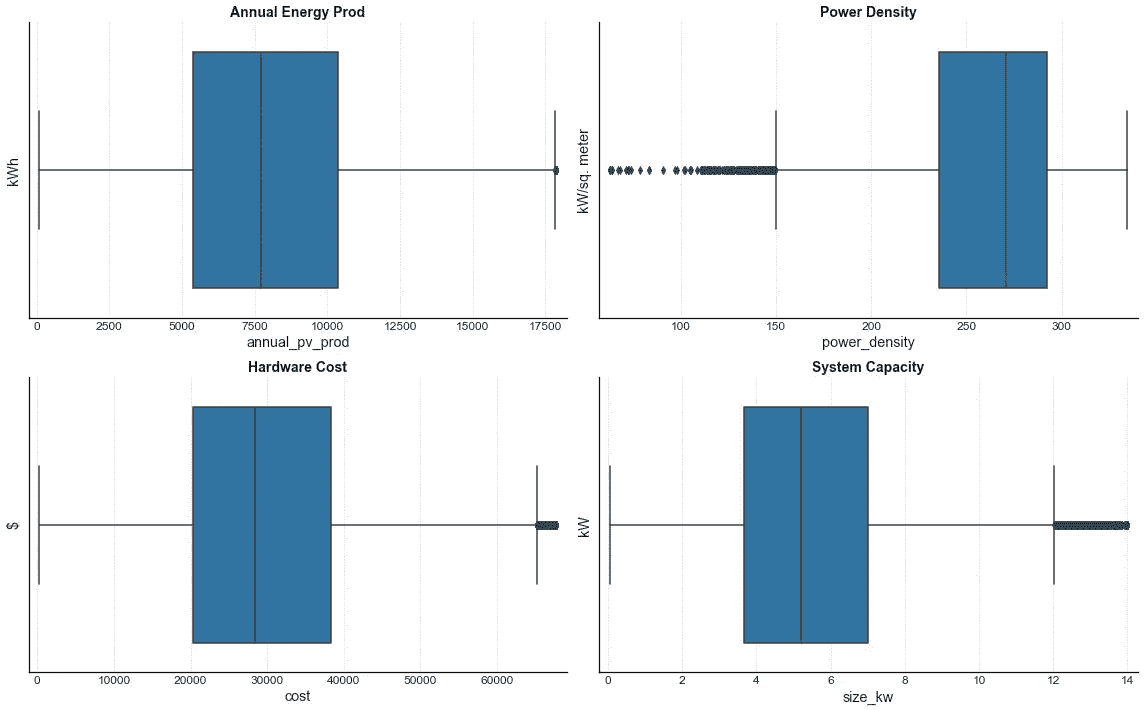 Annual Energy Prod
kWh
0 2500 5000 7500 10000 12500 15000 17500
annual_pv_prod
Power Density
kW/sq. meter
100 150 200 250 300
power_density
Hardware Cost
$
0 10000 20000 30000 40000 50000 60000
cost
System Capacity
kW
0 2 4 6 8 10 12 14
size_kw